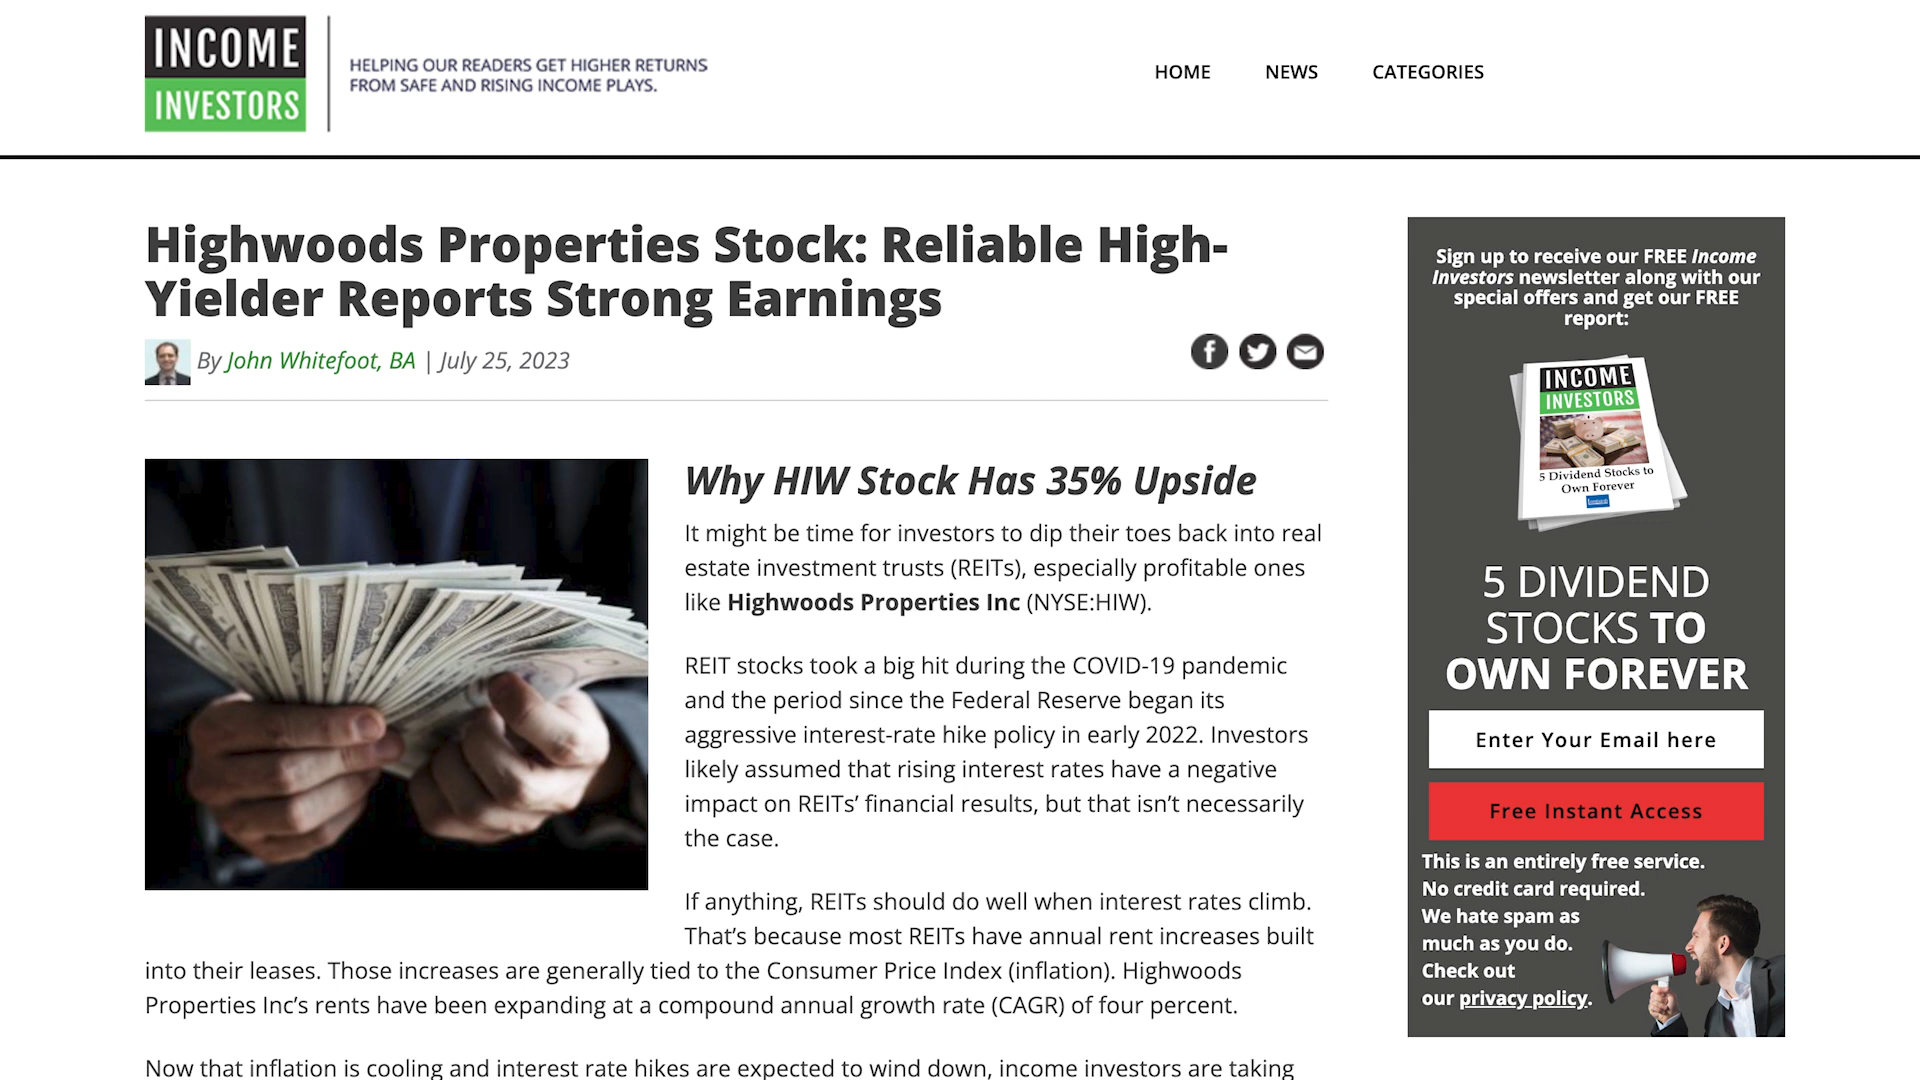 INCOME
INVESTORS
HELPING OUR READERS GET HIGHER RETURNS
FROM SAFE AND RISING INCOME PLAYS.
HOME
NEWS
CATEGORIES
Highwoods Properties Stock: Reliable High-
Yielder Reports Strong Earnings
By John Whitefoot, BA | July 25, 2023
Why HIW Stock Has 35% Upside
It might be time for investors to dip their toes back into real
estate investment trusts (REITs), especially profitable ones
like Highwoods Properties Inc (NYSE:HIW).
REIT stocks took a big hit during the COVID-19 pandemic
and the period since the Federal Reserve began its
aggressive interest-rate hike policy in early 2022. Investors
likely assumed that rising interest rates have a negative
impact on REITs’ financial results, but that isn’t necessarily
the case.
If anything, REITs should do well when interest rates climb.
That’s because most REITs have annual rent increases built
into their leases. Those increases are generally tied to the Consumer Price Index (inflation). Highwoods
Properties Inc’s rents have been expanding at a compound annual growth rate (CAGR) of four percent.
Now that inflation is cooling and interest rate hikes are expected to wind down, income investors are taking
Sign up to receive our FREE Income
Investors newsletter along with our
special offers and get our FREE
report:
INCOME
INVESTORS
5 Dividend Stocks to
Own Forever
5 DIVIDEND
STOCKS TO
OWN FOREVER
Enter Your Email here
Free Instant Access
This is an entirely free service.
No credit card required.
We hate spam as
much as you do.
Check out
our privacy policy.